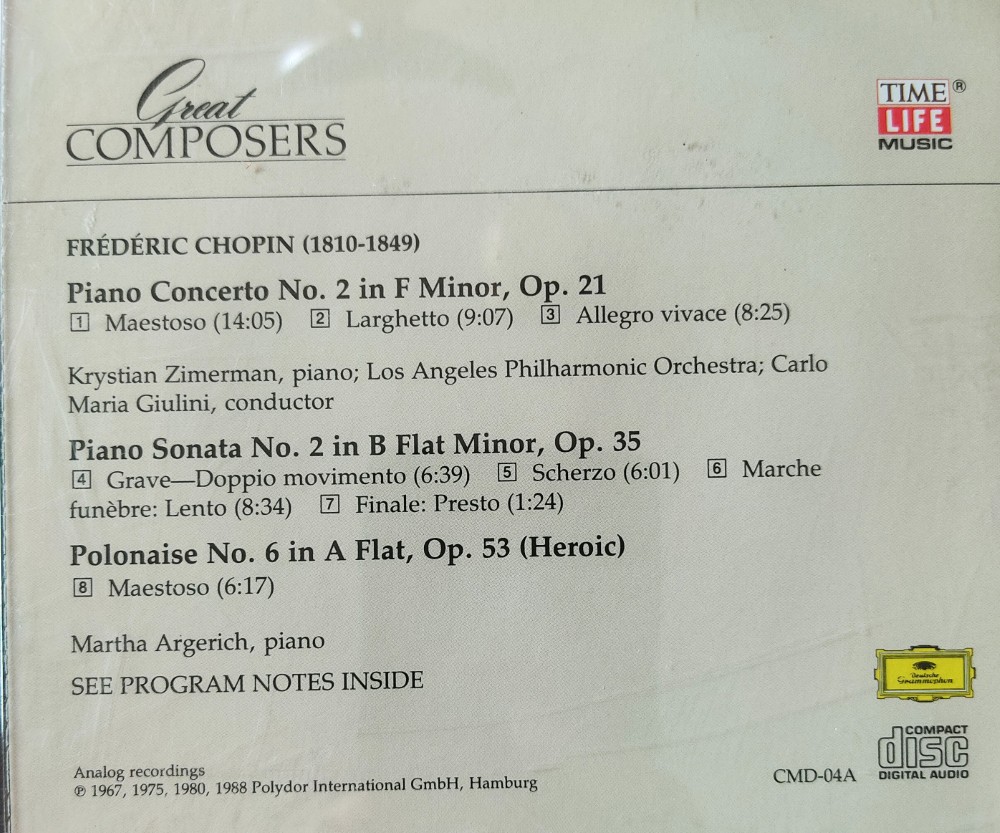 Great
COMPOSERS
TIME ®
LIFE
MUSIC
FRÉDÉRIC CHOPIN (1810-1849)
Piano Concerto No. 2 in F Minor, Op. 21
1 Maestoso (14:05) 2 Larghetto (9:07) 3 Allegro vivace (8:25)
Krystian Zimerman, piano; Los Angeles Philharmonic Orchestra; Carlo
Maria Giulini, conductor
Piano Sonata No. 2 in B Flat Minor, Op. 35
4 Grave—Doppio movimento (6:39) 5 Scherzo (6:01) 6 Marche
funèbre: Lento (8:34) 7 Finale: Presto (1:24)
Polonaise No. 6 in A Flat, Op. 53 (Heroic)
8 Maestoso (6:17)
Martha Argerich, piano
SEE PROGRAM NOTES INSIDE
Deutsche
Grammophon
Analog recordings
℗ 1967, 1975, 1980, 1988 Polydor International GmbH, Hamburg
CMD-04A
COMPACT
disc
DIGITAL AUDIO